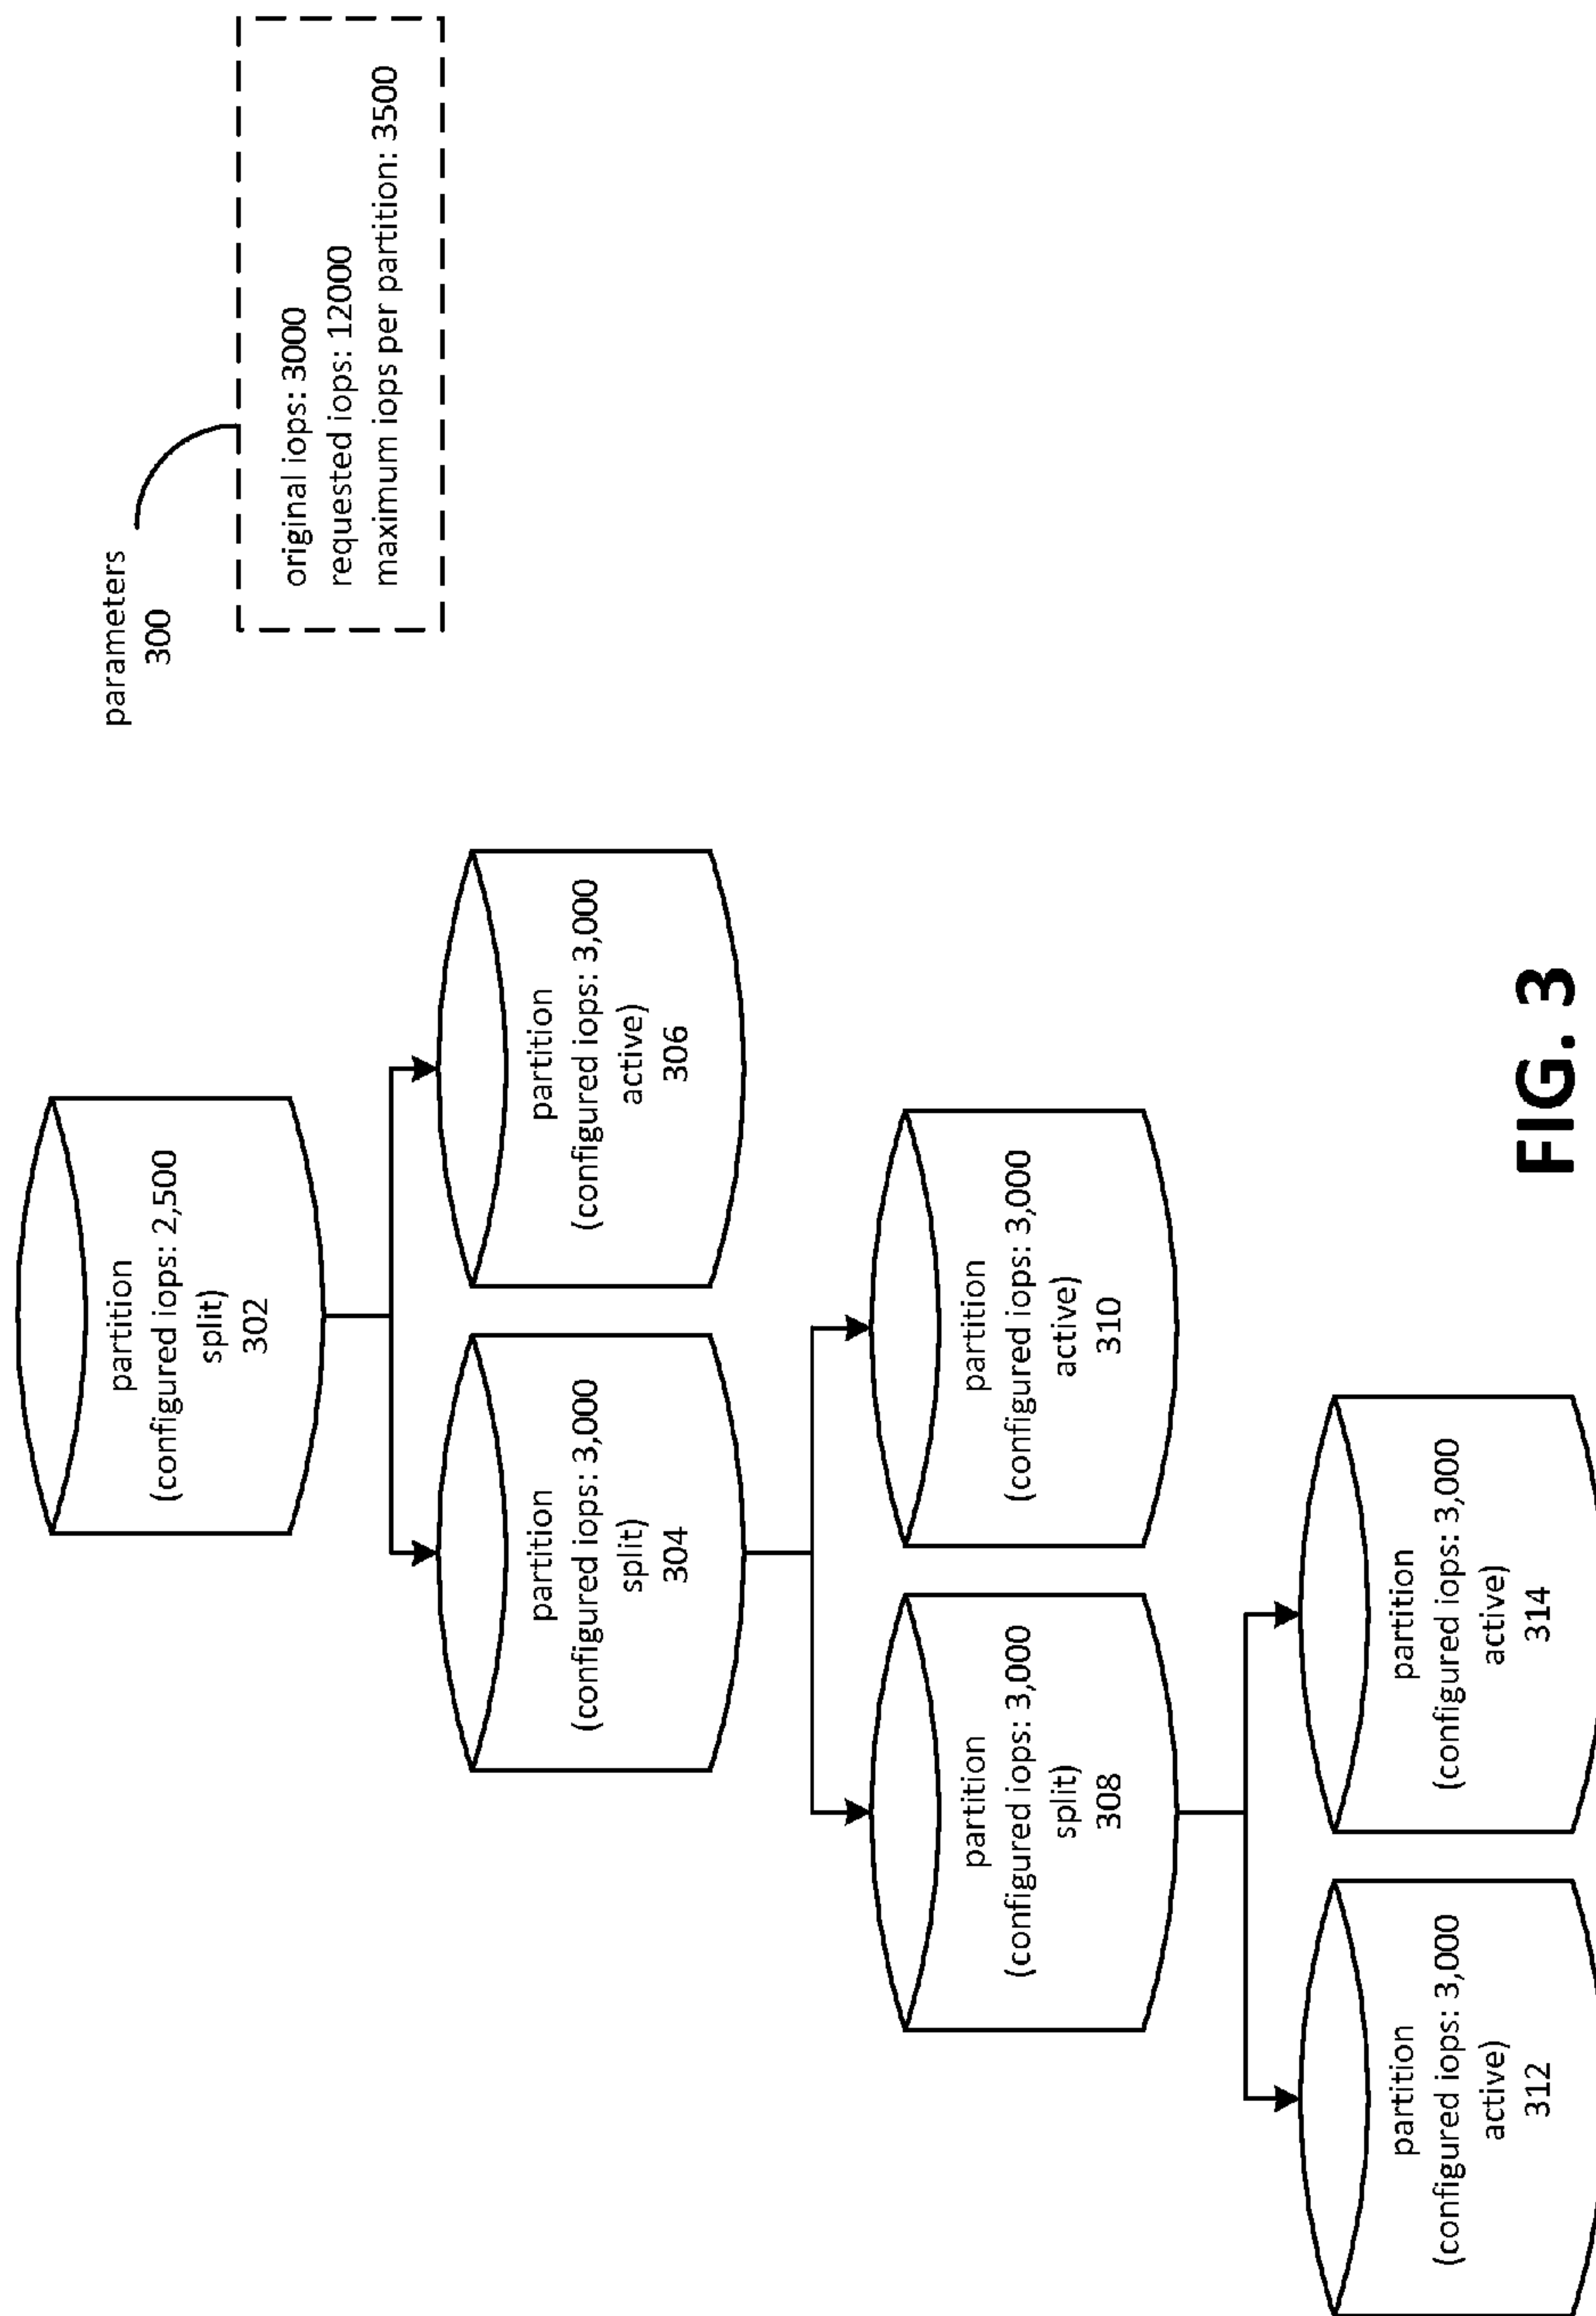 parameters
300
original iops: 3000
requested iops: 12000
maximum iops per partition: 3500
partition
(configured iops: 2,500
split)
302
partition
(configured iops: 3,000
split)
304
partition
(configured iops: 3,000
active)
306
partition
(configured iops: 3,000
split)
308
partition
(configured iops: 3,000
active)
310
partition
(configured iops: 3,000
active)
312
partition
(configured iops: 3,000
active)
314
FIG. 3